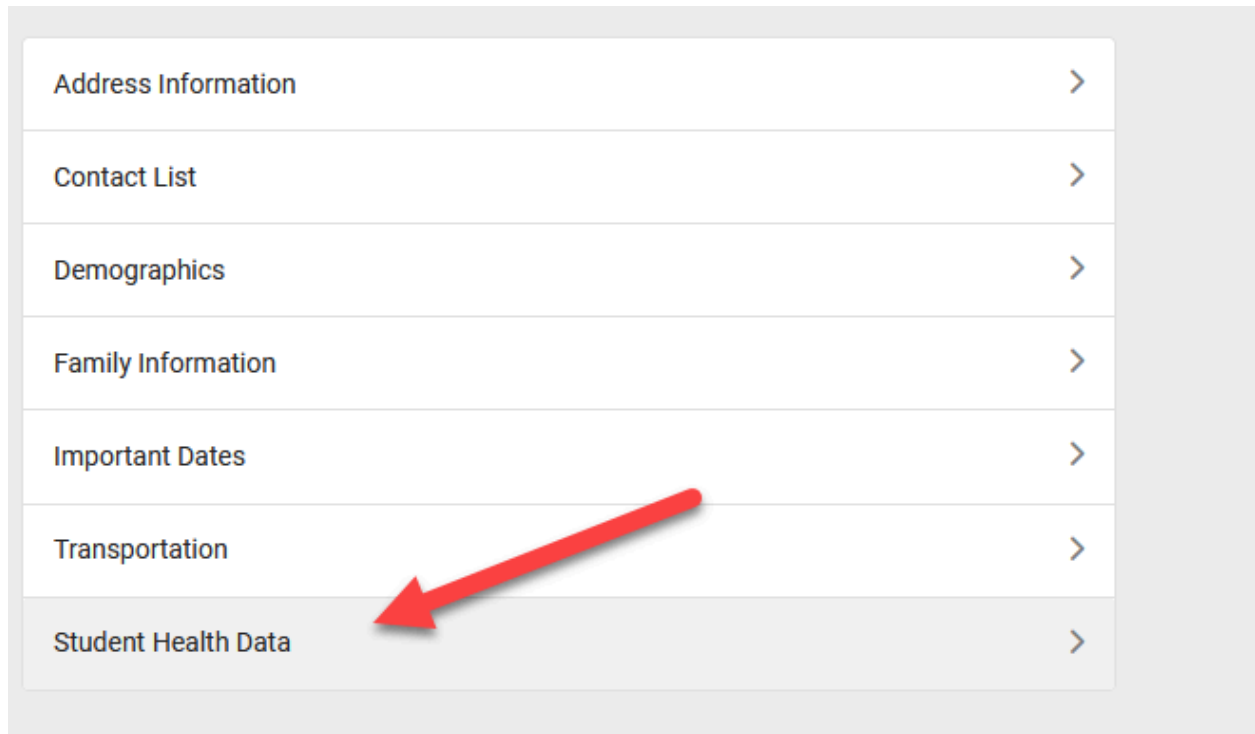 Address Information
Contact List
Demographics
Family Information
Important Dates
Transportation
Student Health Data